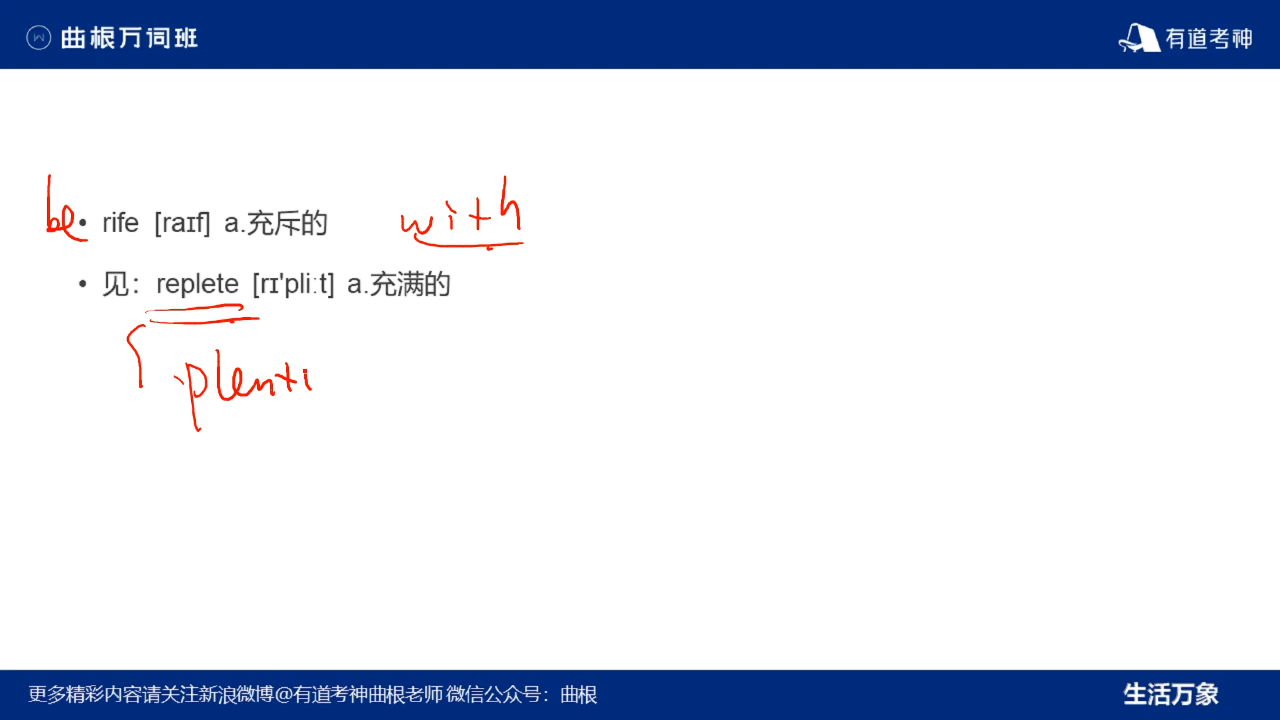 曲根万词班
有道考神
be • rife [raɪf] a.充斥的 with
• 见：replete [rɪ'pliːt] a.充满的
plenti
更多精彩内容请关注新浪微博@有道考神曲根老师 微信公众号：曲根
生活万象